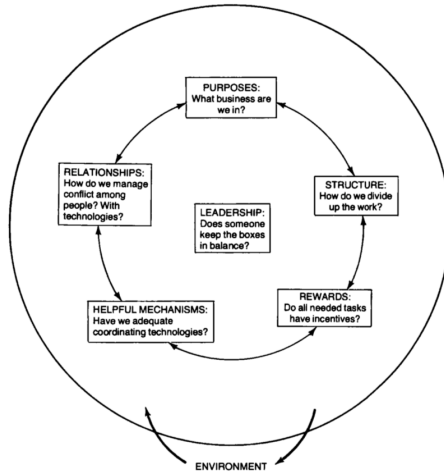 PURPOSES:
What business are
we in?
RELATIONSHIPS:
How do we manage
conflict among
people? With
technologies?
STRUCTURE:
How do we divide
up the work?
LEADERSHIP:
Does someone
keep the boxes
in balance?
HELPFUL MECHANISMS:
Have we adequate
coordinating technologies?
REWARDS:
Do all needed tasks
have incentives?
ENVIRONMENT